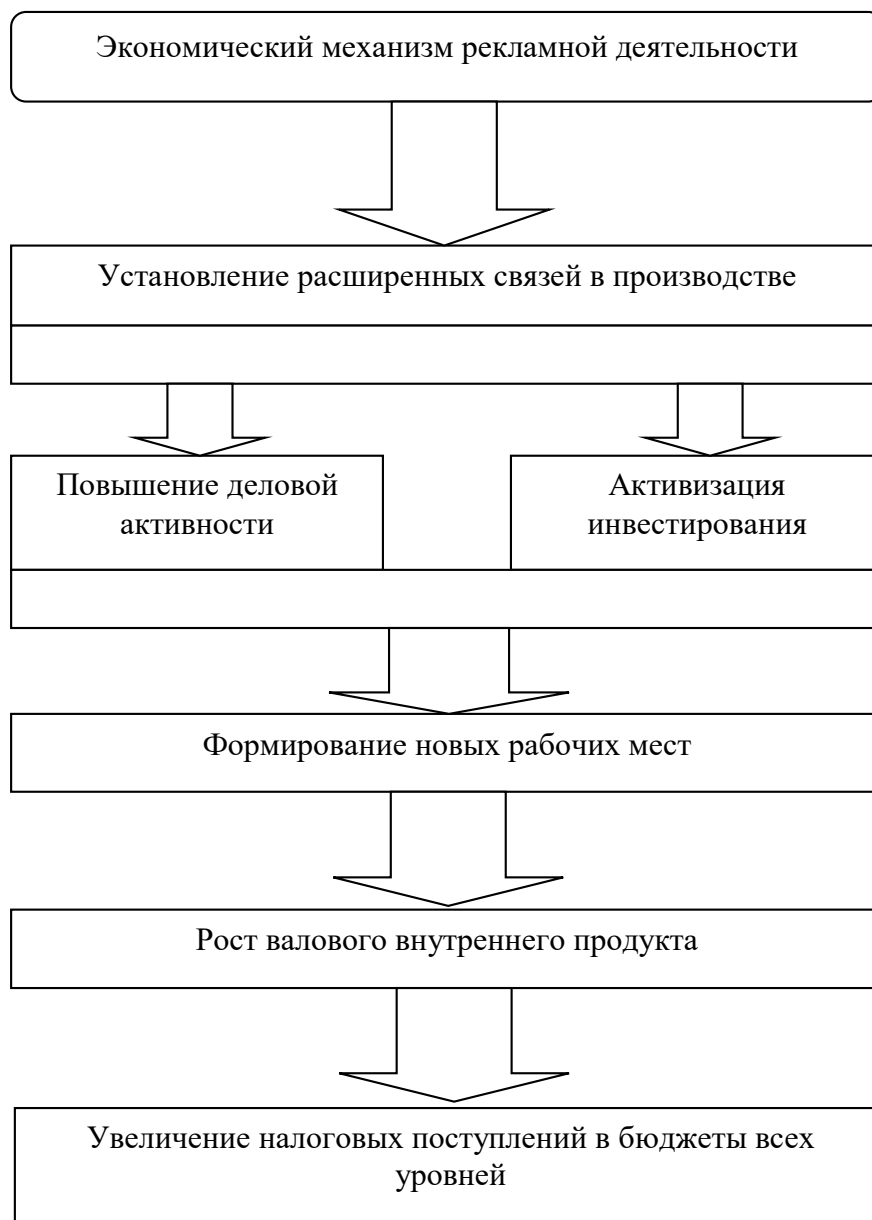 Экономический механизм рекламной деятельности
Установление расширенных связей в производстве
Повышение деловой
активности
Активизация
инвестирования
Формирование новых рабочих мест
Рост валового внутреннего продукта
Увеличение налоговых поступлений в бюджеты всех
уровней